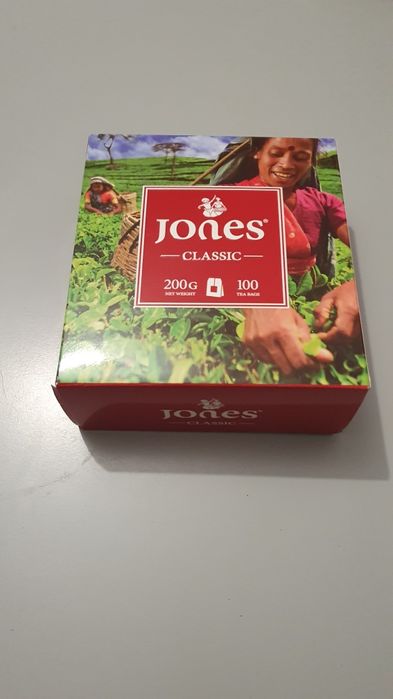 JONES®
CLASSIC
200G 100
NET WEIGHT TEA BAGS
JONES®
CLASSIC